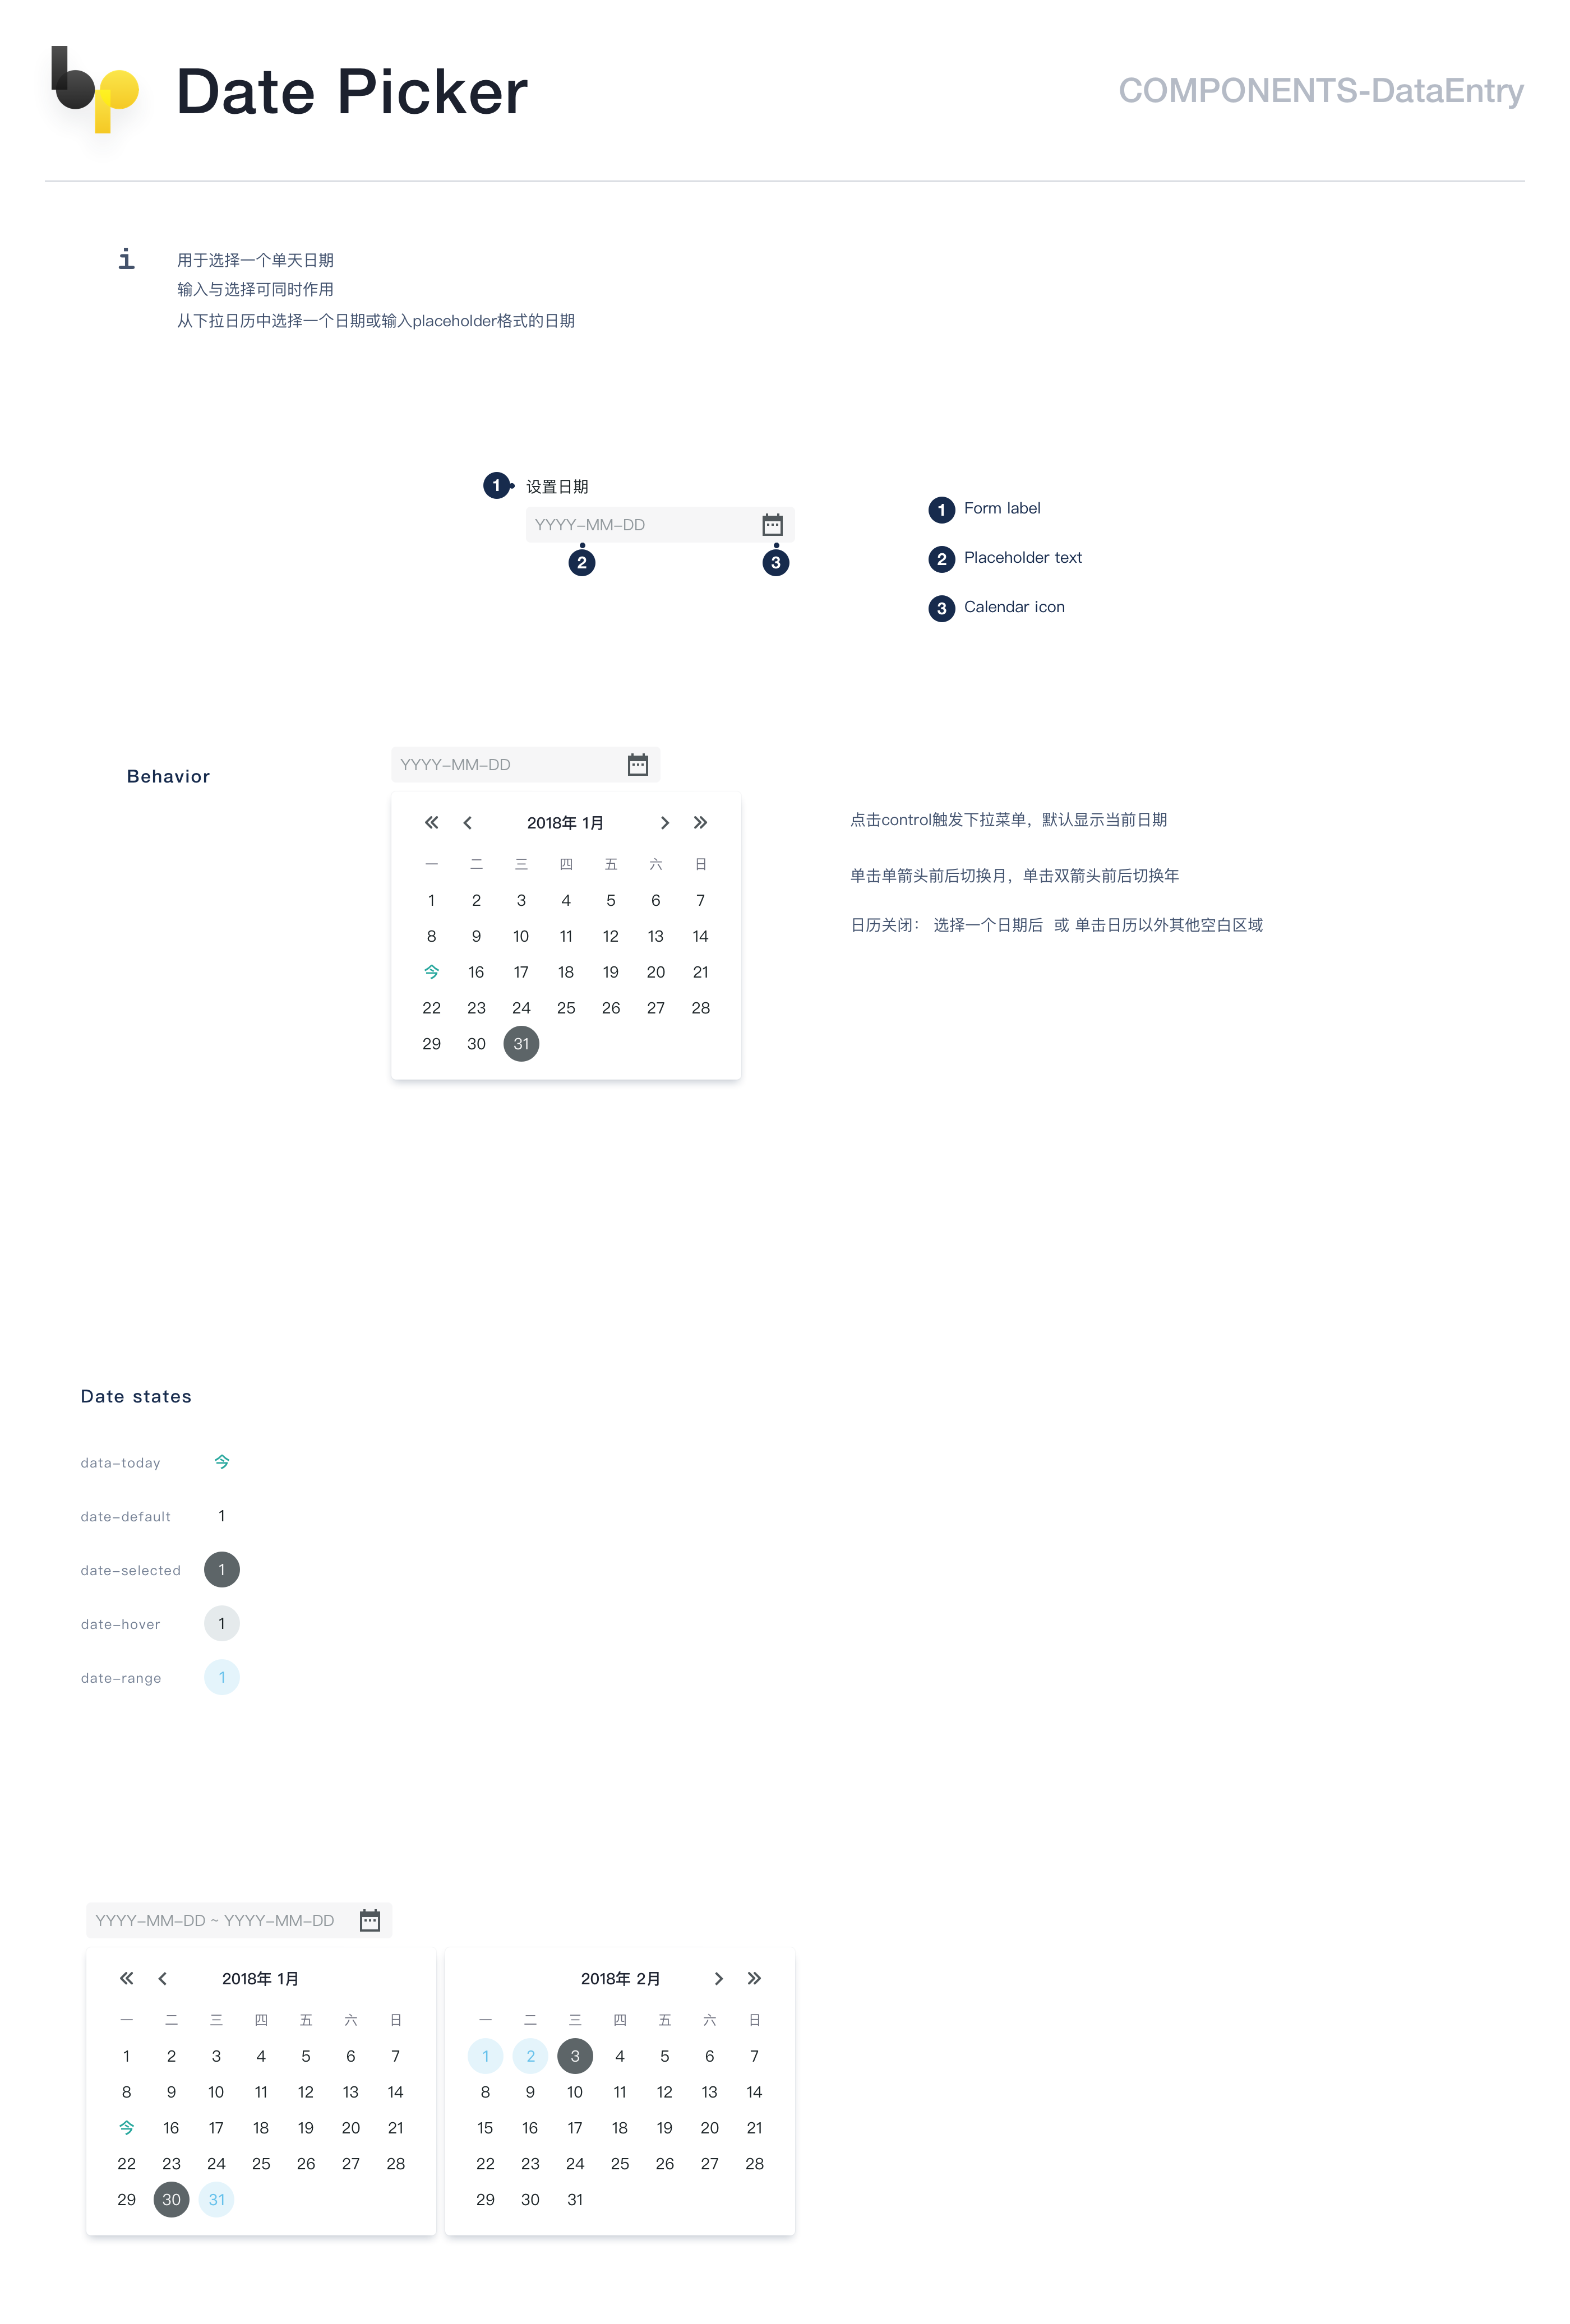 bp
Date Picker
COMPONENTS-DataEntry
i
用于选择一个单天日期
输入与选择可同时作用
从下拉日历中选择一个日期或输入placeholder格式的日期
1 设置日期
YYYY-MM-DD
2 3
1 Form label
2 Placeholder text
3 Calendar icon
Behavior
YYYY-MM-DD
2018年 1月
一 二 三 四 五 六 日
1 2 3 4 5 6 7
8 9 10 11 12 13 14
今 16 17 18 19 20 21
22 23 24 25 26 27 28
29 30 31
点击control触发下拉菜单，默认显示当前日期
单击单箭头前后切换月，单击双箭头前后切换年
日历关闭： 选择一个日期后 或 单击日历以外其他空白区域
Date states
data-today 今
date-default 1
date-selected 1
date-hover 1
date-range 1
YYYY-MM-DD ~ YYYY-MM-DD
2018年 1月
一 二 三 四 五 六 日
1 2 3 4 5 6 7
8 9 10 11 12 13 14
今 16 17 18 19 20 21
22 23 24 25 26 27 28
29 30 31
2018年 2月
一 二 三 四 五 六 日
1 2 3 4 5 6 7
8 9 10 11 12 13 14
15 16 17 18 19 20 21
22 23 24 25 26 27 28
29 30 31